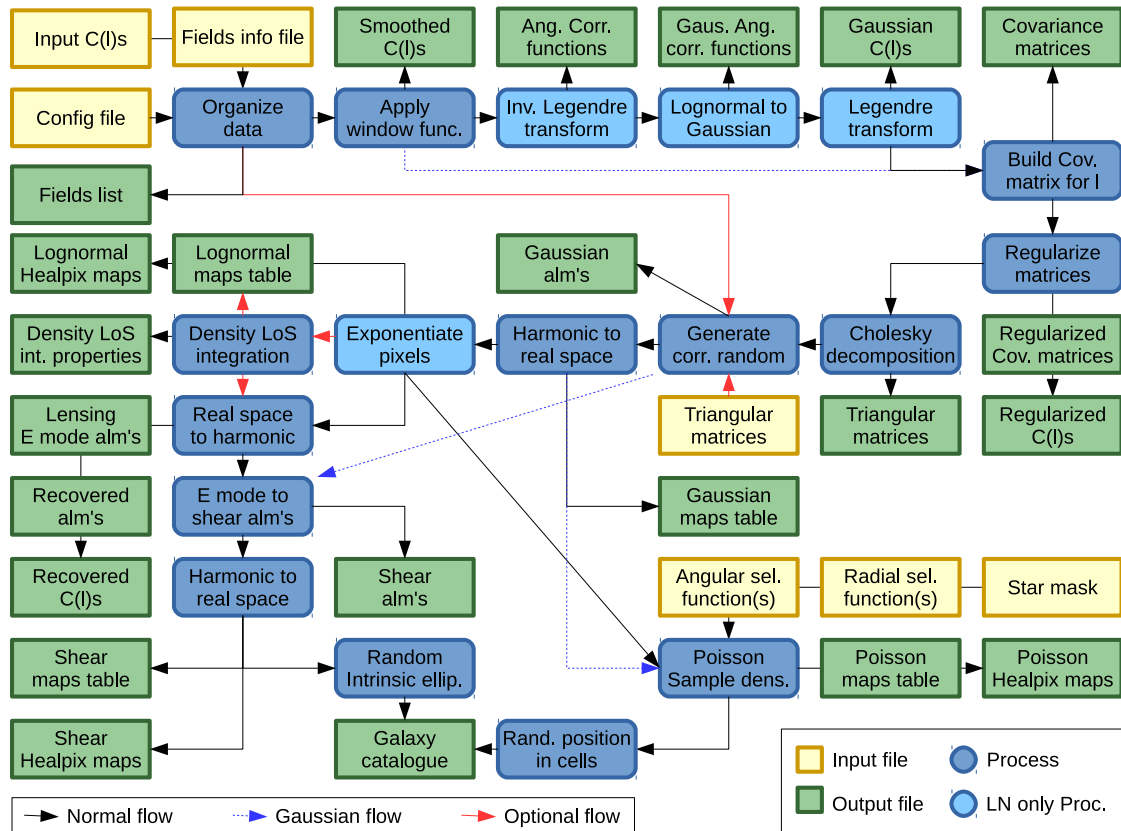 Input C(l)s
Fields info file
Smoothed
C(l)s
Ang. Corr.
functions
Gaus. Ang.
corr. functions
Gaussian
C(l)s
Covariance
matrices
Config file
Organize
data
Apply
window func.
Inv. Legendre
transform
Lognormal to
Gaussian
Legendre
transform
Build Cov.
matrix for l
Fields list
Lognormal
Healpix maps
Lognormal
maps table
Gaussian
alm's
Regularize
matrices
Density LoS
int. properties
Density LoS
integration
Exponentiate
pixels
Harmonic to
real space
Generate
corr. random
Cholesky
decomposition
Regularized
Cov. matrices
Lensing
E mode alm's
Real space
to harmonic
Triangular
matrices
Triangular
matrices
Regularized
C(l)s
Recovered
alm's
E mode to
shear alm's
Gaussian
maps table
Recovered
C(l)s
Harmonic to
real space
Shear
alm's
Angular sel.
function(s)
Radial sel.
function(s)
Star mask
Shear
maps table
Random
Intrinsic ellip.
Poisson
Sample dens.
Poisson
maps table
Poisson
Healpix maps
Shear
Healpix maps
Galaxy
catalogue
Rand. position
in cells
Input file
Process
Output file
LN only Proc.
Normal flow
Gaussian flow
Optional flow